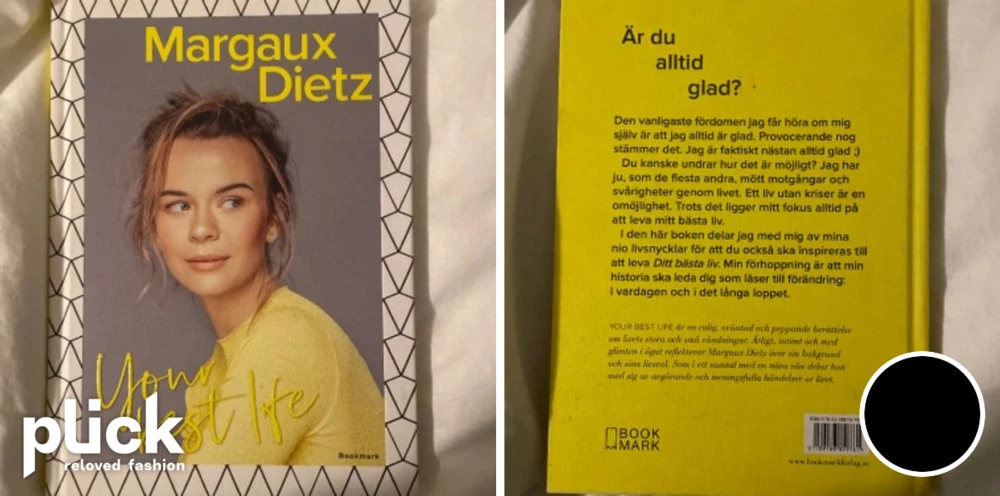 Margaux
Dietz
Your
best life
Bookmark
plick
reloved fashion
Är du
alltid
glad?
Den vanligaste fördomen jag får höra om mig
själv är att jag alltid är glad. Provocerande nog
stämmer det. Jag är faktiskt nästan alltid glad ;)
Du kanske undrar hur det är möjligt? Jag har
ju, som de flesta andra, mött motgångar och
svårigheter genom livet. Ett liv utan kriser är en
omöjlighet. Trots det ligger mitt fokus alltid på
att leva mitt bästa liv.
I den här boken delar jag med mig av mina
nio livsnycklar för att du också ska inspireras till
att leva Ditt bästa liv. Min förhoppning är att min
historia ska leda dig som läser till förändring:
i vardagen och i det långa loppet.
YOUR BEST LIFE är en rolig, oväntad och peppande berättelse
om livets stora och små vändningar. Ärligt, intimt och med
glimten i ögat reflekterar Margaux Dietz över sin bakgrund
och sina livsval. Som i ett samtal med en nära vän delar hon
med sig av avgörande och meningsfulla händelser ur livet.
BOOK
MARK
www.bookmarkforlag.se